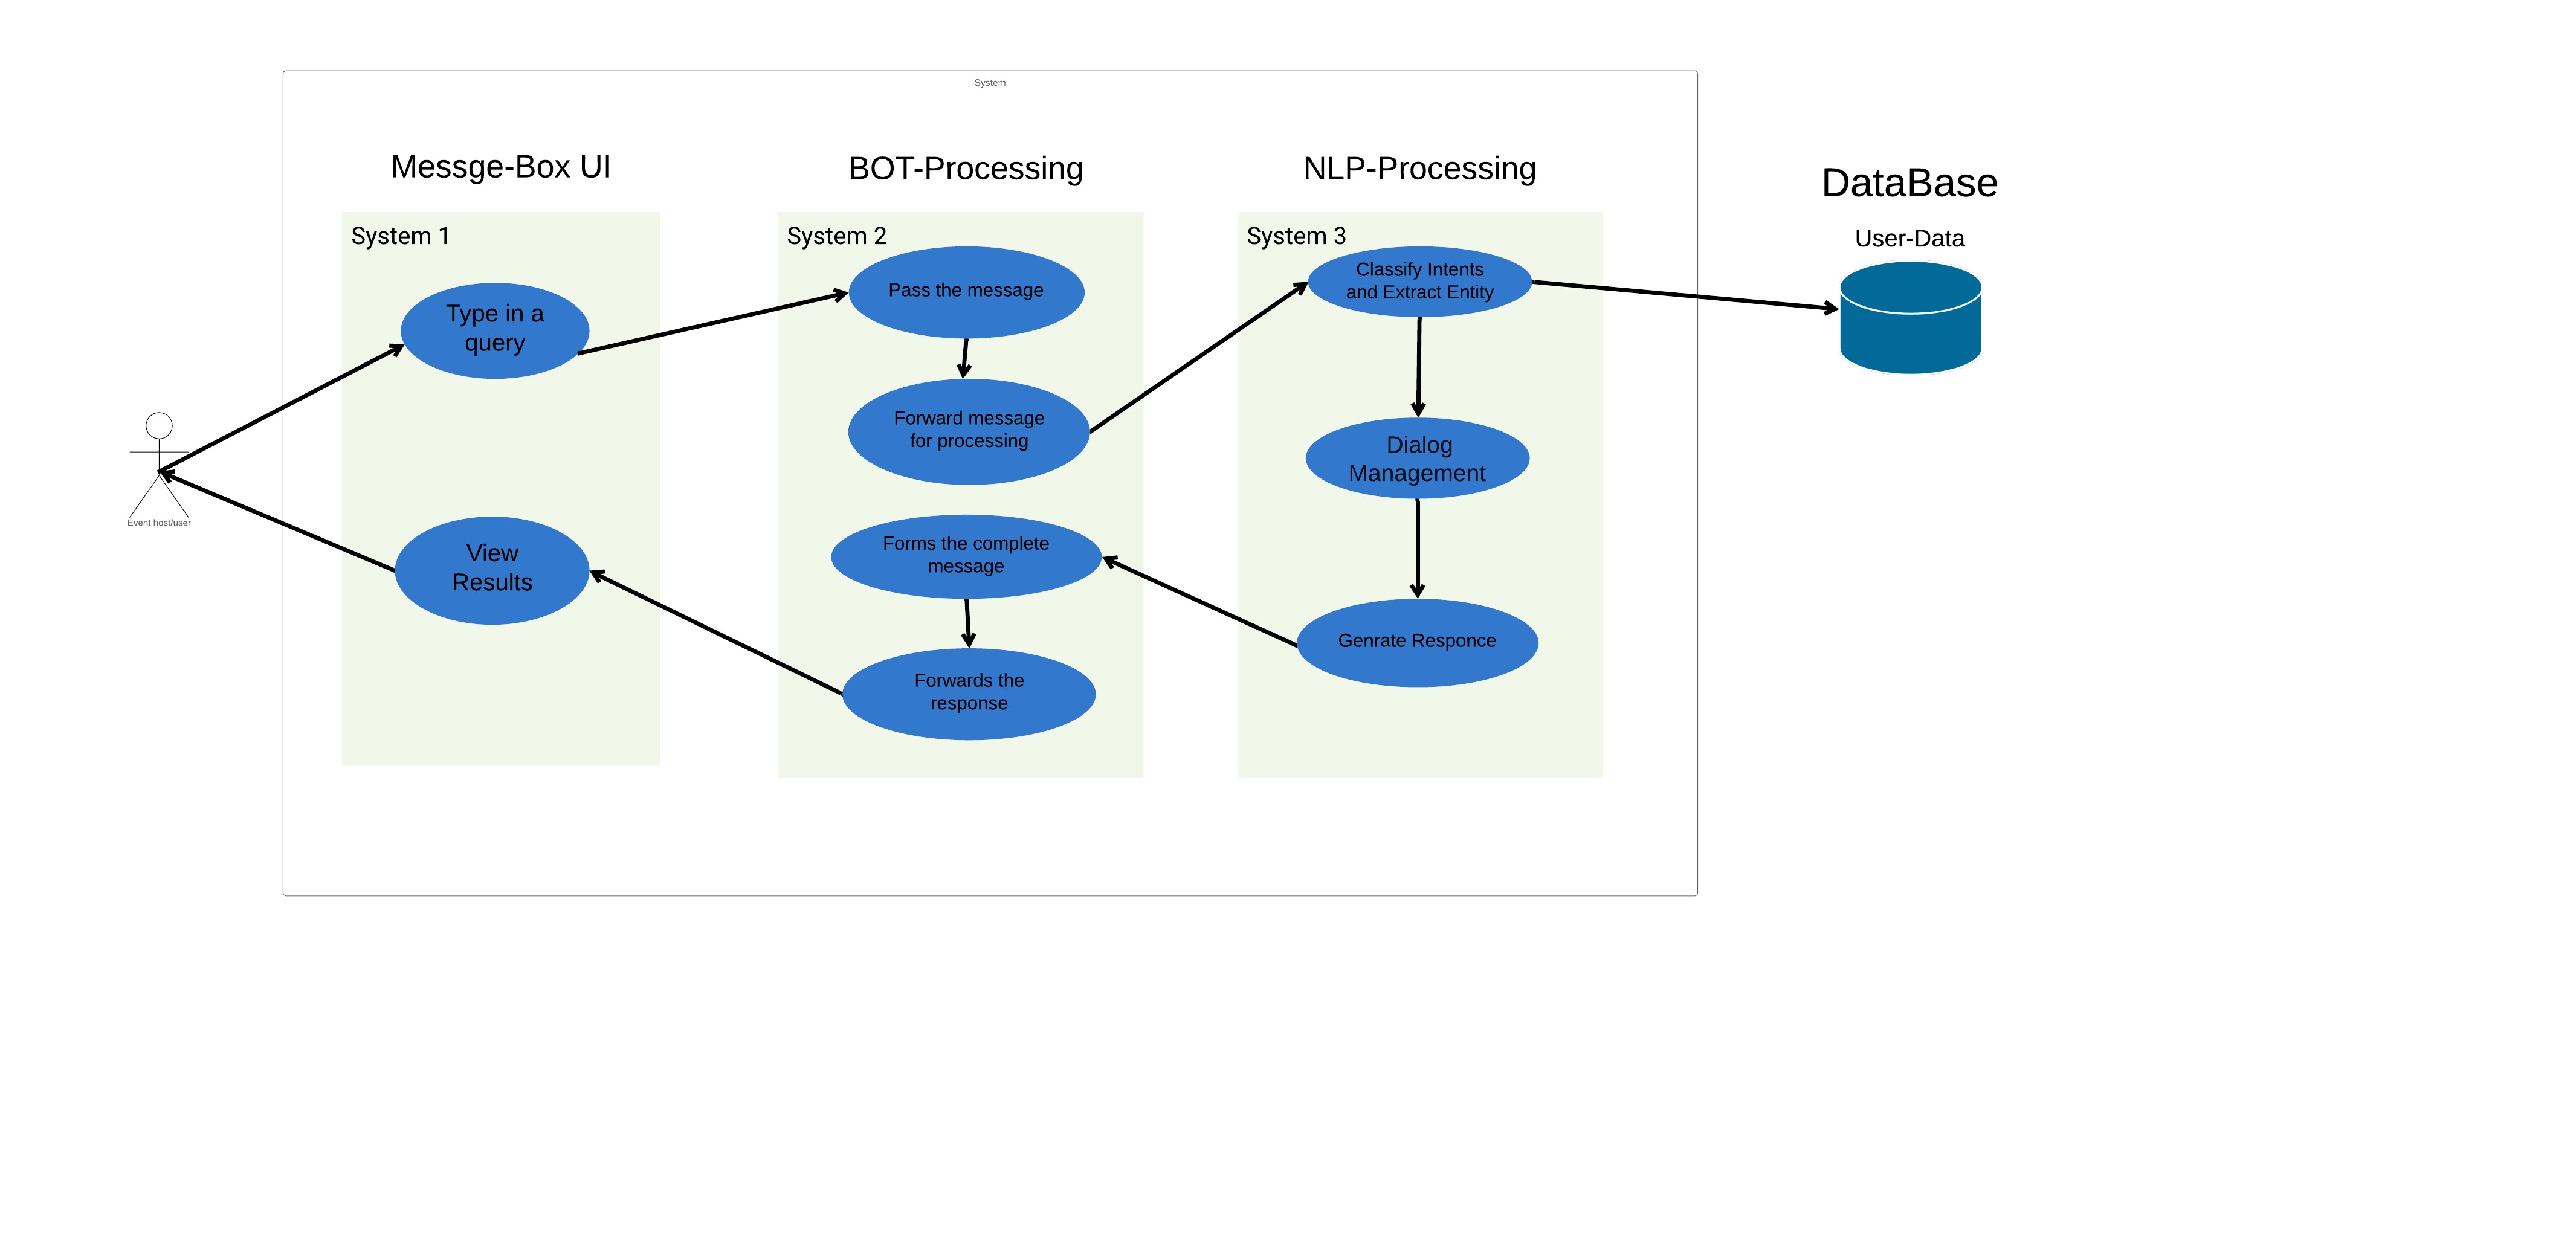 System
Messge-Box UI
BOT-Processing
NLP-Processing
DataBase
User-Data
System 1
Type in a
query
View
Results
System 2
Pass the message
Forward message
for processing
Forms the complete
message
Forwards the
response
System 3
Classify Intents
and Extract Entity
Dialog
Management
Genrate Responce
Event host/user